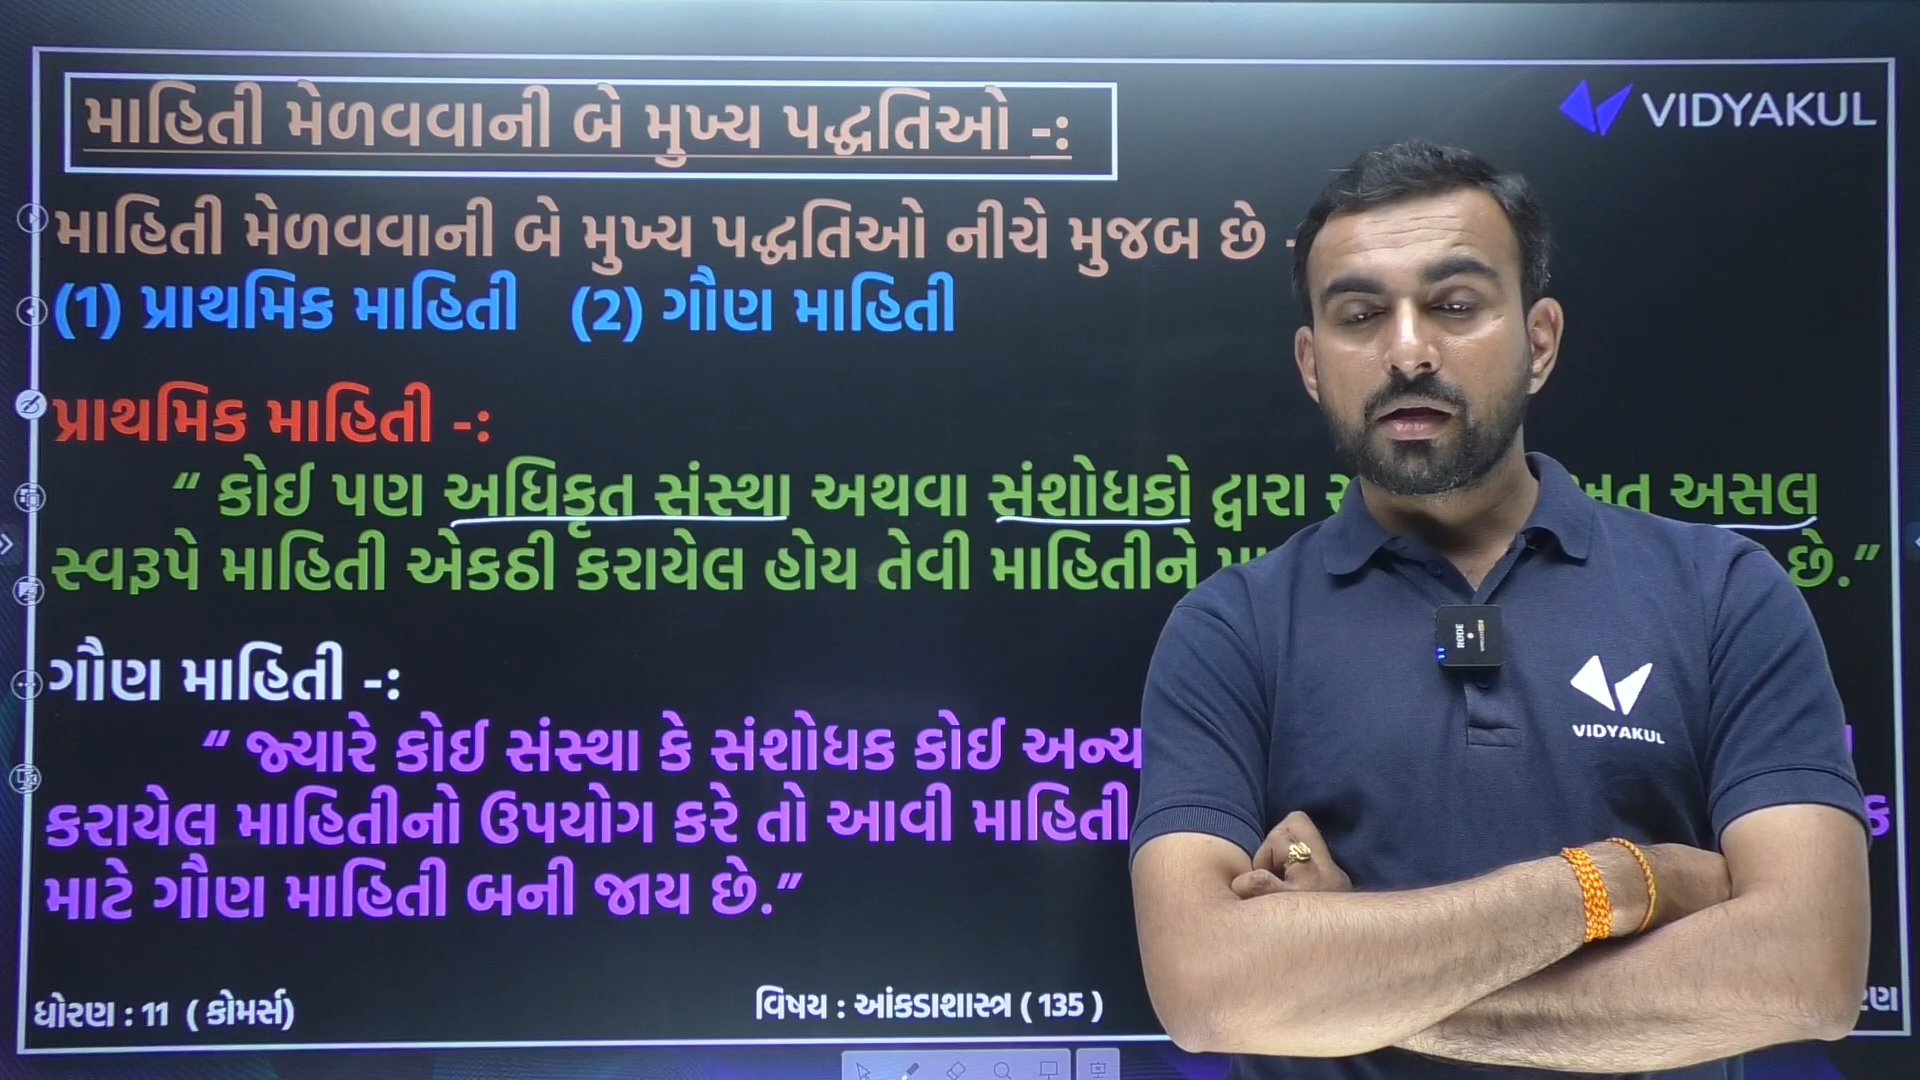 માહિતી મેળવવાની બે મુખ્ય પદ્ધતિઓ -:
VIDYAKUL
માહિતી મેળવવાની બે મુખ્ય પદ્ધતિઓ નીચે મુજબ છે -
(1) પ્રાથમિક માહિતી (2) ગૌણ માહિતી
પ્રાથમિક માહિતી -:
“ કોઈ પણ અધિકૃત સંસ્થા અથવા સંશોધકો દ્વારા અસલ
સ્વરૂપે માહિતી એકઠી કરાયેલ હોય તેવી માહિતીને છે.”
ગૌણ માહિતી -:
“ જ્યારે કોઈ સંસ્થા કે સંશોધક કોઈ અન્ય
કરાયેલ માહિતીનો ઉપયોગ કરે તો આવી માહિતી
માટે ગૌણ માહિતી બની જાય છે.”
ધોરણ : 11 ( કોમર્સ) વિષય : આંકડાશાસ્ત્ર ( 135 )
RODE
VIDYAKUL